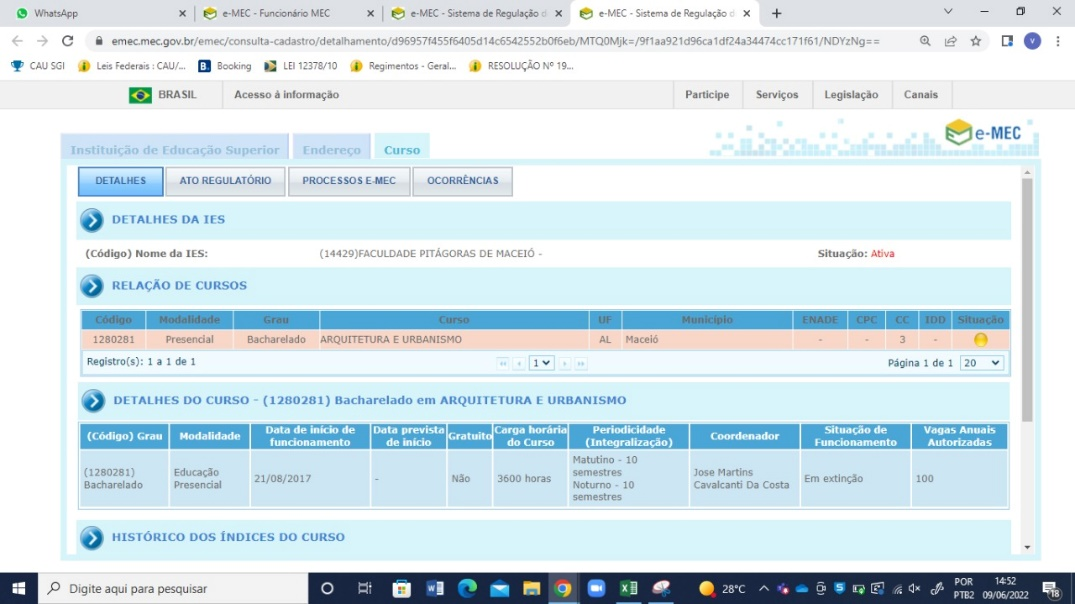 WhatsApp
e-MEC - Funcionário MEC
e-MEC - Sistema de Regulação d
e-MEC - Sistema de Regulação d
emec.mec.gov.br/emec/consulta-cadastro/detalhamento/d96957f455f6405d14c6542552b0f6eb/MTQ0Mjk=/9f1aa921d96ca1df24a34474cc171f61/NDYzNg==
V
CAU SGI
Leis Federais : CAU/...
B.
Booking
LEI 12378/10
Regimentos - Geral...
RESOLUÇÃO Nº 19...
BRASIL
Acesso à informação
Participe
Serviços
Legislação
Canais
e-MEC
Instituição de Educação Superior
Endereço
Curso
DETALHES
ATO REGULATÓRIO
PROCESSOS E-MEC
OCORRÊNCIAS
DETALHES DA IES
(Código) Nome da IES:
(14429)FACULDADE PITÁGORAS DE MACEIÓ -
Situação: Ativa
RELAÇÃO DE CURSOS
Código Modalidade Grau Curso UF Município ENADE CPC CC IDD Situação
1280281 Presencial Bacharelado ARQUITETURA E URBANISMO AL Maceió - - 3 -
Registro(s): 1 a 1 de 1
1
Página 1 de 1 20
DETALHES DO CURSO - (1280281) Bacharelado em ARQUITETURA E URBANISMO
(Código) Grau
Modalidade
Data de início de
funcionamento
Data prevista
de início
Gratuito
Carga horária
do Curso
Periodicidade
(Integralização)
Coordenador
Situação de
Funcionamento
Vagas Anuais
Autorizadas
(1280281)
Bacharelado
Educação
Presencial
21/08/2017
-
Não
3600 horas
Matutino - 10
semestres
Noturno - 10
semestres
Jose Martins
Cavalcanti Da Costa
Em extinção
100
HISTÓRICO DOS ÍNDICES DO CURSO
Digite aqui para pesquisar
28°C
POR
PTB2
14:52
09/06/2022
18